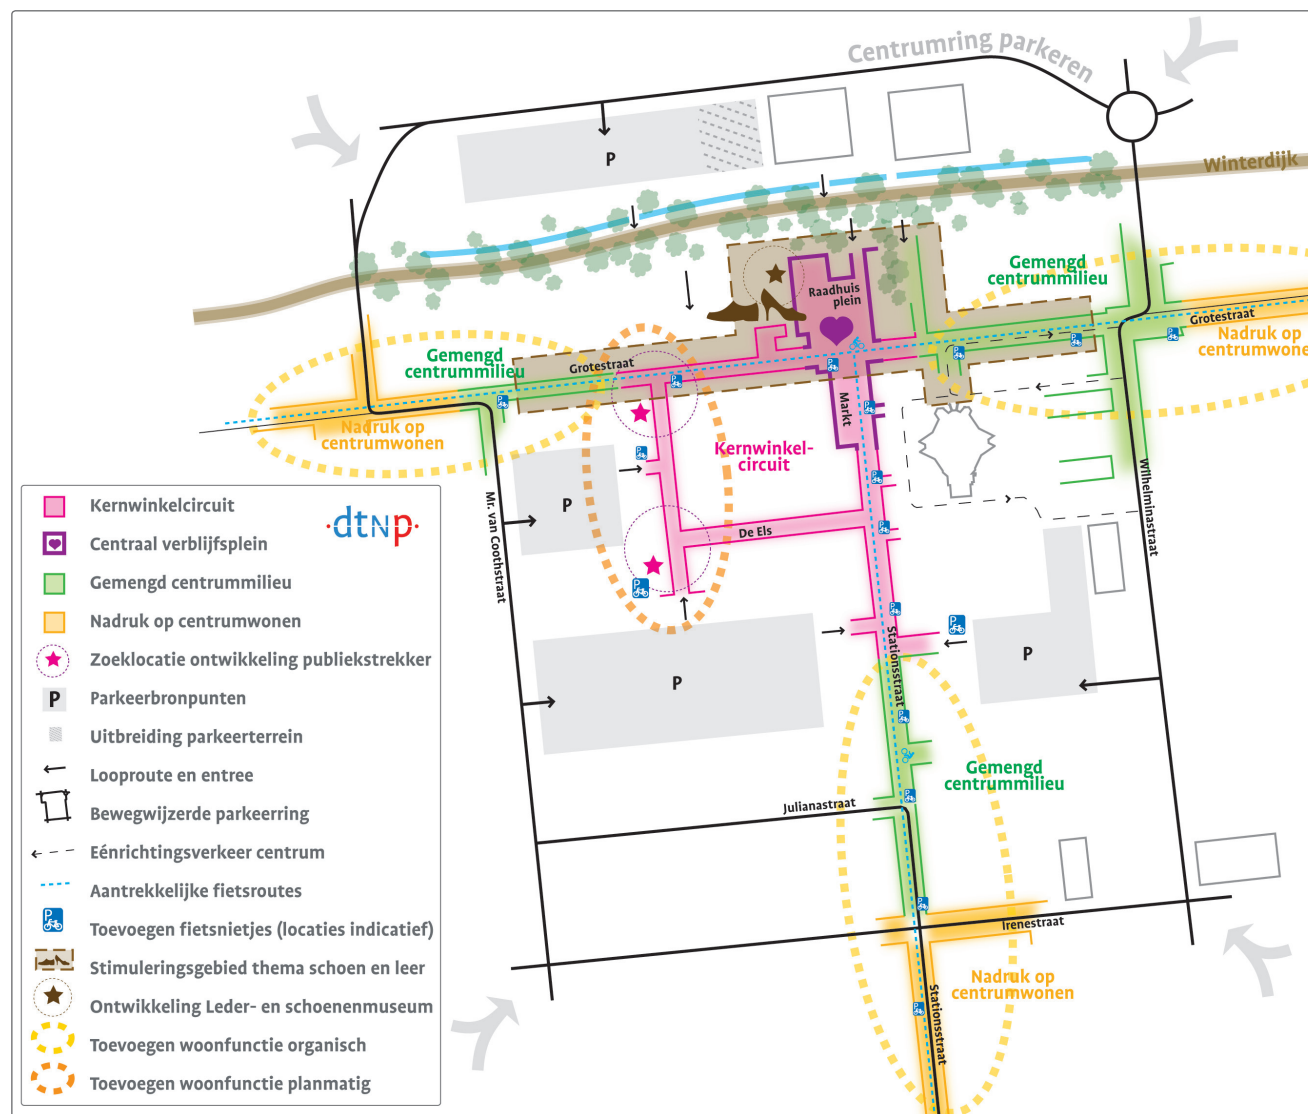 Centrumring parkeren
P
Winterdijk
Gemengd
centrummilieu
Raadhuis
plein
Grotestraat
Nadruk op
centrumwone
Gemengd
centrummilieu
Grotestraat
Markt
Nadruk op
centrumwonen
Kernwinkel-
circuit
Mr. van Coothstraat
P
De Els
Wilhelminastraat
Stationsstraat
P
P
Gemengd
centrummilieu
Julianastraat
Irenestraat
Nadruk op
centrumwonen
Stationsstraat
dtnp
Kernwinkelcircuit
Centraal verblijfsplein
Gemengd centrummilieu
Nadruk op centrumwonen
Zoeklocatie ontwikkeling publiekstrekker
P Parkeerbronpunten
Uitbreiding parkeerterrein
Looproute en entree
Bewegwijzerde parkeerring
Eénrichtingsverkeer centrum
Aantrekkelijke fietsroutes
P Toevoegen fietsnietjes (locaties indicatief)
Stimuleringsgebied thema schoen en leer
Ontwikkeling Leder- en schoenenmuseum
Toevoegen woonfunctie organisch
Toevoegen woonfunctie planmatig